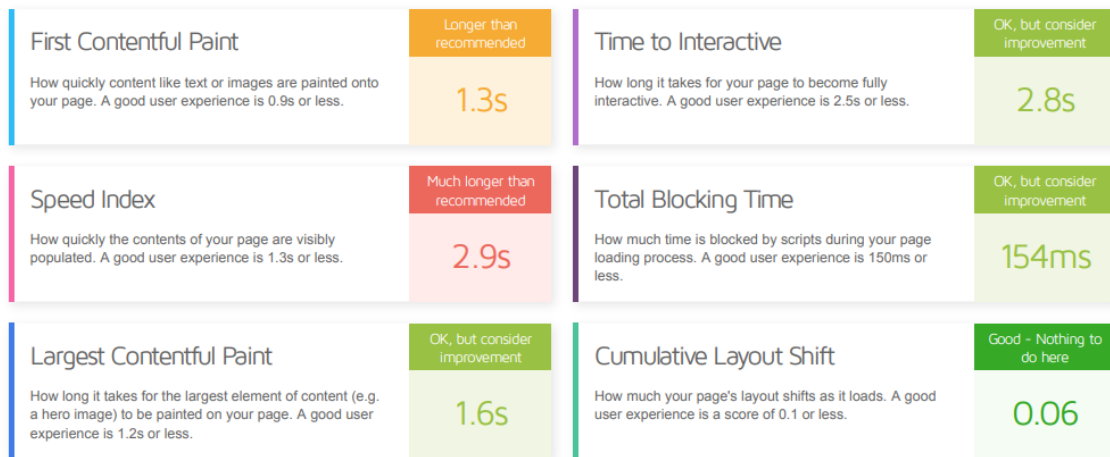 First Contentful Paint
How quickly content like text or images are painted onto
your page. A good user experience is 0.9s or less.
Longer than
recommended
1.3s
Time to Interactive
How long it takes for your page to become fully
interactive. A good user experience is 2.5s or less.
OK, but consider
improvement
2.8s
Speed Index
How quickly the contents of your page are visibly
populated. A good user experience is 1.3s or less.
Much longer than
recommended
2.9s
Total Blocking Time
How much time is blocked by scripts during your page
loading process. A good user experience is 150ms or
less.
OK, but consider
improvement
154ms
Largest Contentful Paint
How long it takes for the largest element of content (e.g.
a hero image) to be painted on your page. A good user
experience is 1.2s or less.
OK, but consider
improvement
1.6s
Cumulative Layout Shift
How much your page's layout shifts as it loads. A good
user experience is a score of 0.1 or less.
Good - Nothing to
do here
0.06